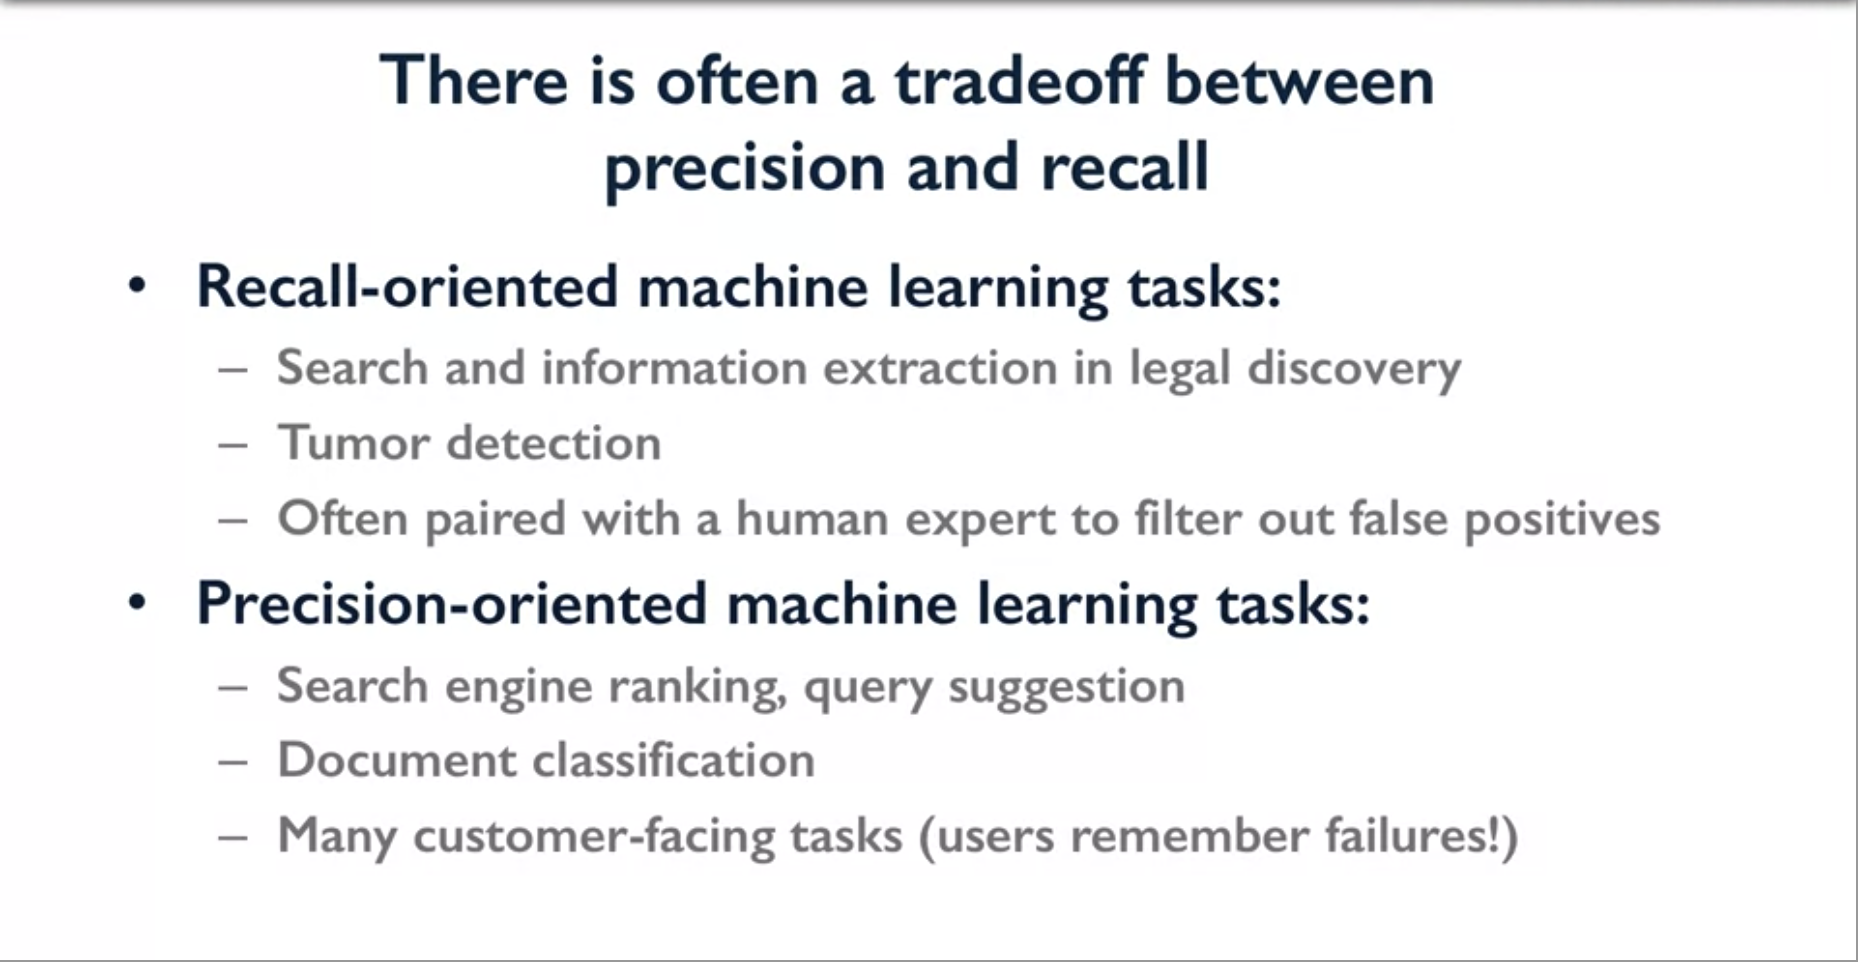 There is often a tradeoff between
precision and recall
• Recall-oriented machine learning tasks:
– Search and information extraction in legal discovery
– Tumor detection
– Often paired with a human expert to filter out false positives
• Precision-oriented machine learning tasks:
– Search engine ranking, query suggestion
– Document classification
– Many customer-facing tasks (users remember failures!)